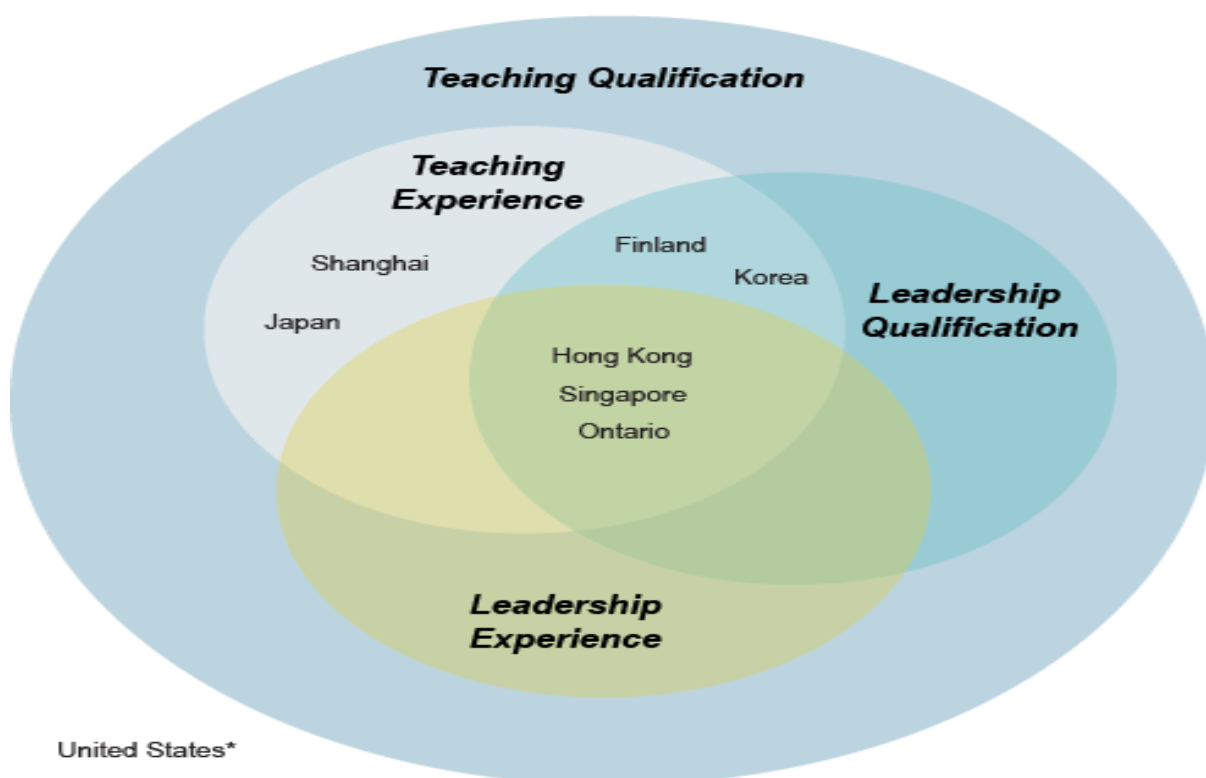 Teaching Qualification
Teaching
Experience
Finland
Shanghai
Korea
Leadership
Qualification
Japan
Hong Kong
Singapore
Ontario
Leadership
Experience
United States*